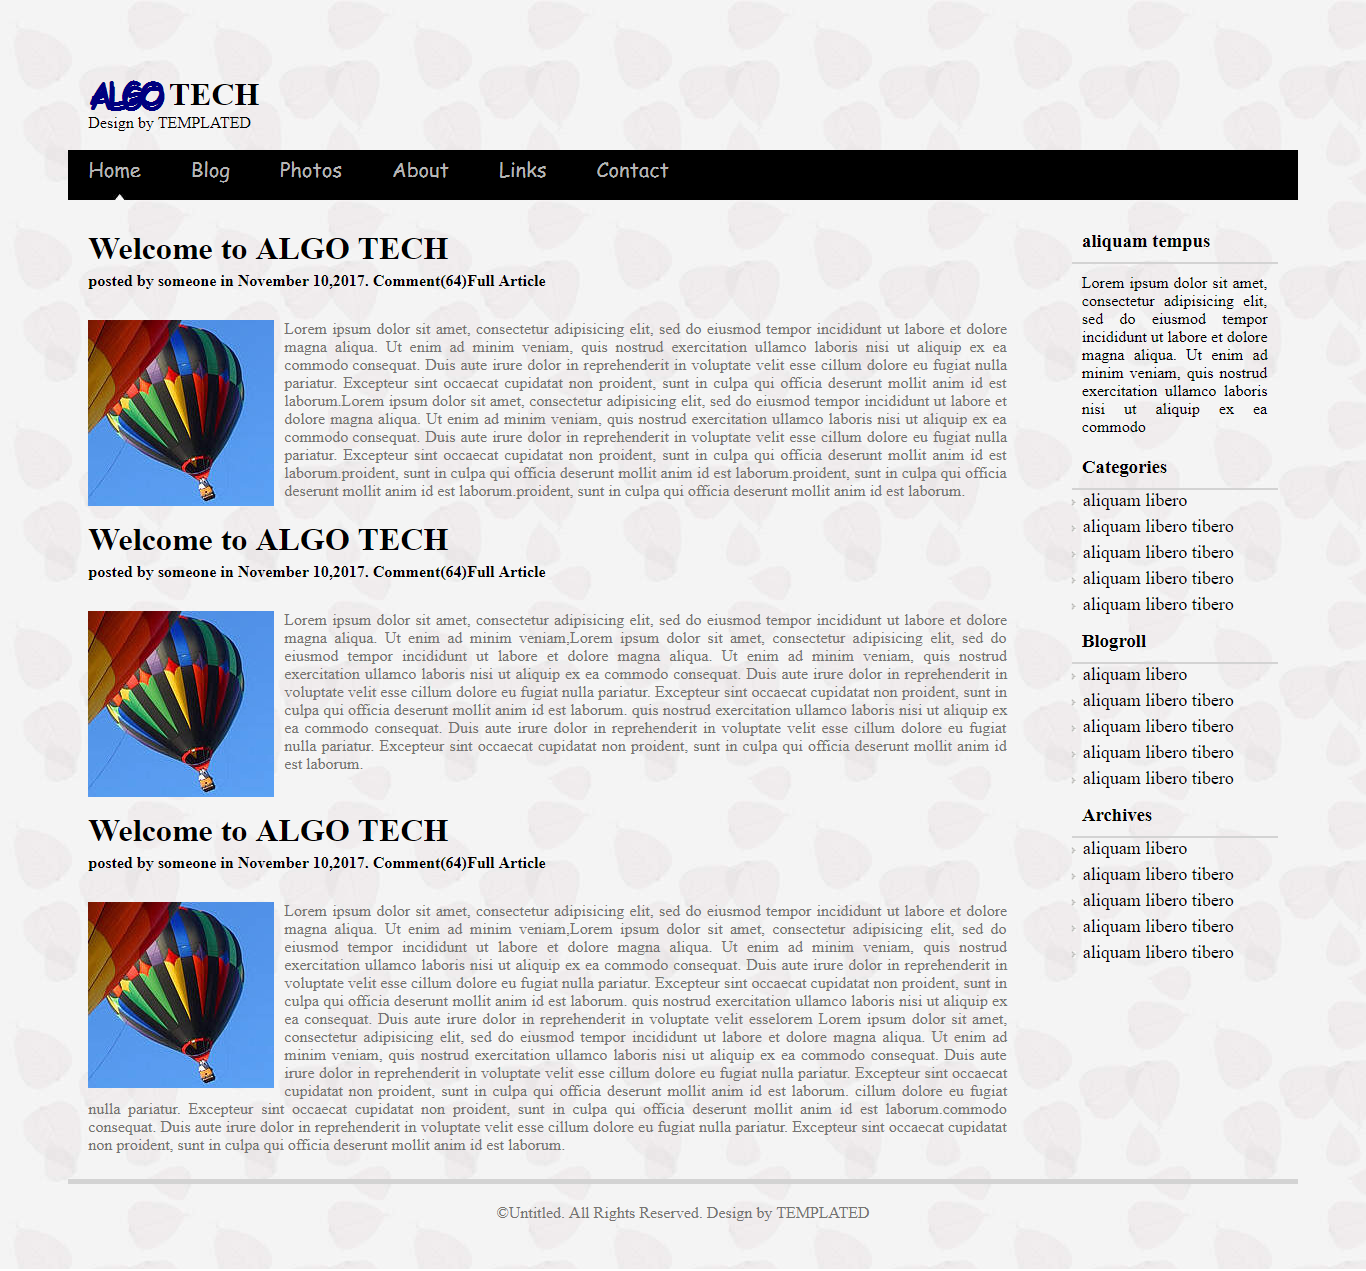 ALGO TECH
Design by TEMPLATED
Home Blog Photos About Links Contact
Welcome to ALGO TECH
posted by someone in November 10,2017. Comment(64)Full Article
Lorem ipsum dolor sit amet, consectetur adipisicing elit, sed do eiusmod tempor incididunt ut labore et dolore
magna aliqua. Ut enim ad minim veniam, quis nostrud exercitation ullamco laboris nisi ut aliquip ex ea
commodo consequat. Duis aute irure dolor in reprehenderit in voluptate velit esse cillum dolore eu fugiat nulla
pariatur. Excepteur sint occaecat cupidatat non proident, sunt in culpa qui officia deserunt mollit anim id est
laborum.Lorem ipsum dolor sit amet, consectetur adipisicing elit, sed do eiusmod tempor incididunt ut labore et
dolore magna aliqua. Ut enim ad minim veniam, quis nostrud exercitation ullamco laboris nisi ut aliquip ex ea
commodo consequat. Duis aute irure dolor in reprehenderit in voluptate velit esse cillum dolore eu fugiat nulla
pariatur. Excepteur sint occaecat cupidatat non proident, sunt in culpa qui officia deserunt mollit anim id est
laborum.proident, sunt in culpa qui officia deserunt mollit anim id est laborum.proident, sunt in culpa qui officia
deserunt mollit anim id est laborum.proident, sunt in culpa qui officia deserunt mollit anim id est laborum.
Welcome to ALGO TECH
posted by someone in November 10,2017. Comment(64)Full Article
Lorem ipsum dolor sit amet, consectetur adipisicing elit, sed do eiusmod tempor incididunt ut labore et dolore
magna aliqua. Ut enim ad minim veniam,Lorem ipsum dolor sit amet, consectetur adipisicing elit, sed do
eiusmod tempor incididunt ut labore et dolore magna aliqua. Ut enim ad minim veniam, quis nostrud
exercitation ullamco laboris nisi ut aliquip ex ea commodo consequat. Duis aute irure dolor in reprehenderit in
voluptate velit esse cillum dolore eu fugiat nulla pariatur. Excepteur sint occaecat cupidatat non proident, sunt in
culpa qui officia deserunt mollit anim id est laborum. quis nostrud exercitation ullamco laboris nisi ut aliquip ex
ea commodo consequat. Duis aute irure dolor in reprehenderit in voluptate velit esse cillum dolore eu fugiat
nulla pariatur. Excepteur sint occaecat cupidatat non proident, sunt in culpa qui officia deserunt mollit anim id
est laborum.
Welcome to ALGO TECH
posted by someone in November 10,2017. Comment(64)Full Article
Lorem ipsum dolor sit amet, consectetur adipisicing elit, sed do eiusmod tempor incididunt ut labore et dolore
magna aliqua. Ut enim ad minim veniam,Lorem ipsum dolor sit amet, consectetur adipisicing elit, sed do
eiusmod tempor incididunt ut labore et dolore magna aliqua. Ut enim ad minim veniam, quis nostrud
exercitation ullamco laboris nisi ut aliquip ex ea commodo consequat. Duis aute irure dolor in reprehenderit in
voluptate velit esse cillum dolore eu fugiat nulla pariatur. Excepteur sint occaecat cupidatat non proident, sunt in
culpa qui officia deserunt mollit anim id est laborum. quis nostrud exercitation ullamco laboris nisi ut aliquip ex
ea consequat. Duis aute irure dolor in reprehenderit in voluptate velit esselorem Lorem ipsum dolor sit amet,
consectetur adipisicing elit, sed do eiusmod tempor incididunt ut labore et dolore magna aliqua. Ut enim ad
minim veniam, quis nostrud exercitation ullamco laboris nisi ut aliquip ex ea commodo consequat. Duis aute
irure dolor in reprehenderit in voluptate velit esse cillum dolore eu fugiat nulla pariatur. Excepteur sint occaecat
cupidatat non proident, sunt in culpa qui officia deserunt mollit anim id est laborum. cillum dolore eu fugiat
nulla pariatur. Excepteur sint occaecat cupidatat non proident, sunt in culpa qui officia deserunt mollit anim id est laborum.commodo
consequat. Duis aute irure dolor in reprehenderit in voluptate velit esse cillum dolore eu fugiat nulla pariatur. Excepteur sint occaecat cupidatat
non proident, sunt in culpa qui officia deserunt mollit anim id est laborum.
aliquam tempus
Lorem ipsum dolor sit amet,
consectetur adipisicing elit,
sed do eiusmod tempor
incididunt ut labore et dolore
magna aliqua. Ut enim ad
minim veniam, quis nostrud
exercitation ullamco laboris
nisi ut aliquip ex ea
commodo
Categories
aliquam libero
aliquam libero tibero
aliquam libero tibero
aliquam libero tibero
aliquam libero tibero
Blogroll
aliquam libero
aliquam libero tibero
aliquam libero tibero
aliquam libero tibero
aliquam libero tibero
Archives
aliquam libero
aliquam libero tibero
aliquam libero tibero
aliquam libero tibero
aliquam libero tibero
©Untitled. All Rights Reserved. Design by TEMPLATED